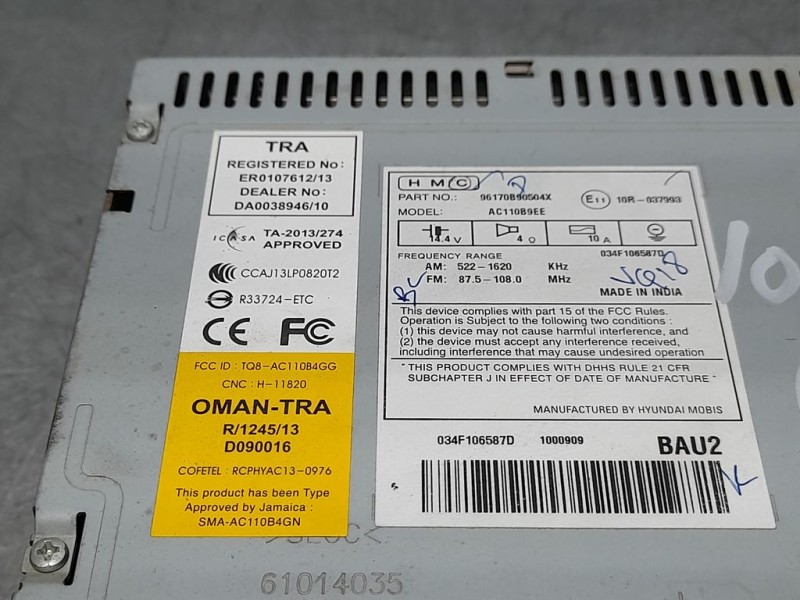 TRA
REGISTERED No:
ER0107612/13
DEALER No:
DA0038946/10
ICASA TA-2013/274
APPROVED
CCAJ13LP0820T2
R33724-ETC
CE FC
FCC ID : TQ8-AC110B4GG
CNC : H-11820
OMAN-TRA
R/1245/13
D090016
COFETEL : RCPHYAC13-0976
This product has been Type
Approved by Jamaica :
SMA-AC110B4GN
HMC
PART NO.: 96170B90504X
E11 10R-037993
MODEL: AC110B9EE
14.4 V 4 Ω 10 A
FREQUENCY RANGE 034F106587D
AM: 522-1620 KHz
FM: 87.5-108.0 MHz
MADE IN INDIA
This device complies with part 15 of the FCC Rules.
Operation is Subject to the following two conditions :
(1) this device may not cause harmful interference, and
(2) the device must accept any interference received,
including interference that may cause undesired operation
"THIS PRODUCT COMPLIES WITH DHHS RULE 21 CFR
SUBCHAPTER J IN EFFECT OF DATE OF MANUFACTURE"
MANUFACTURED BY HYUNDAI MOBIS
034F106587D 1000909 BAU2
61014035